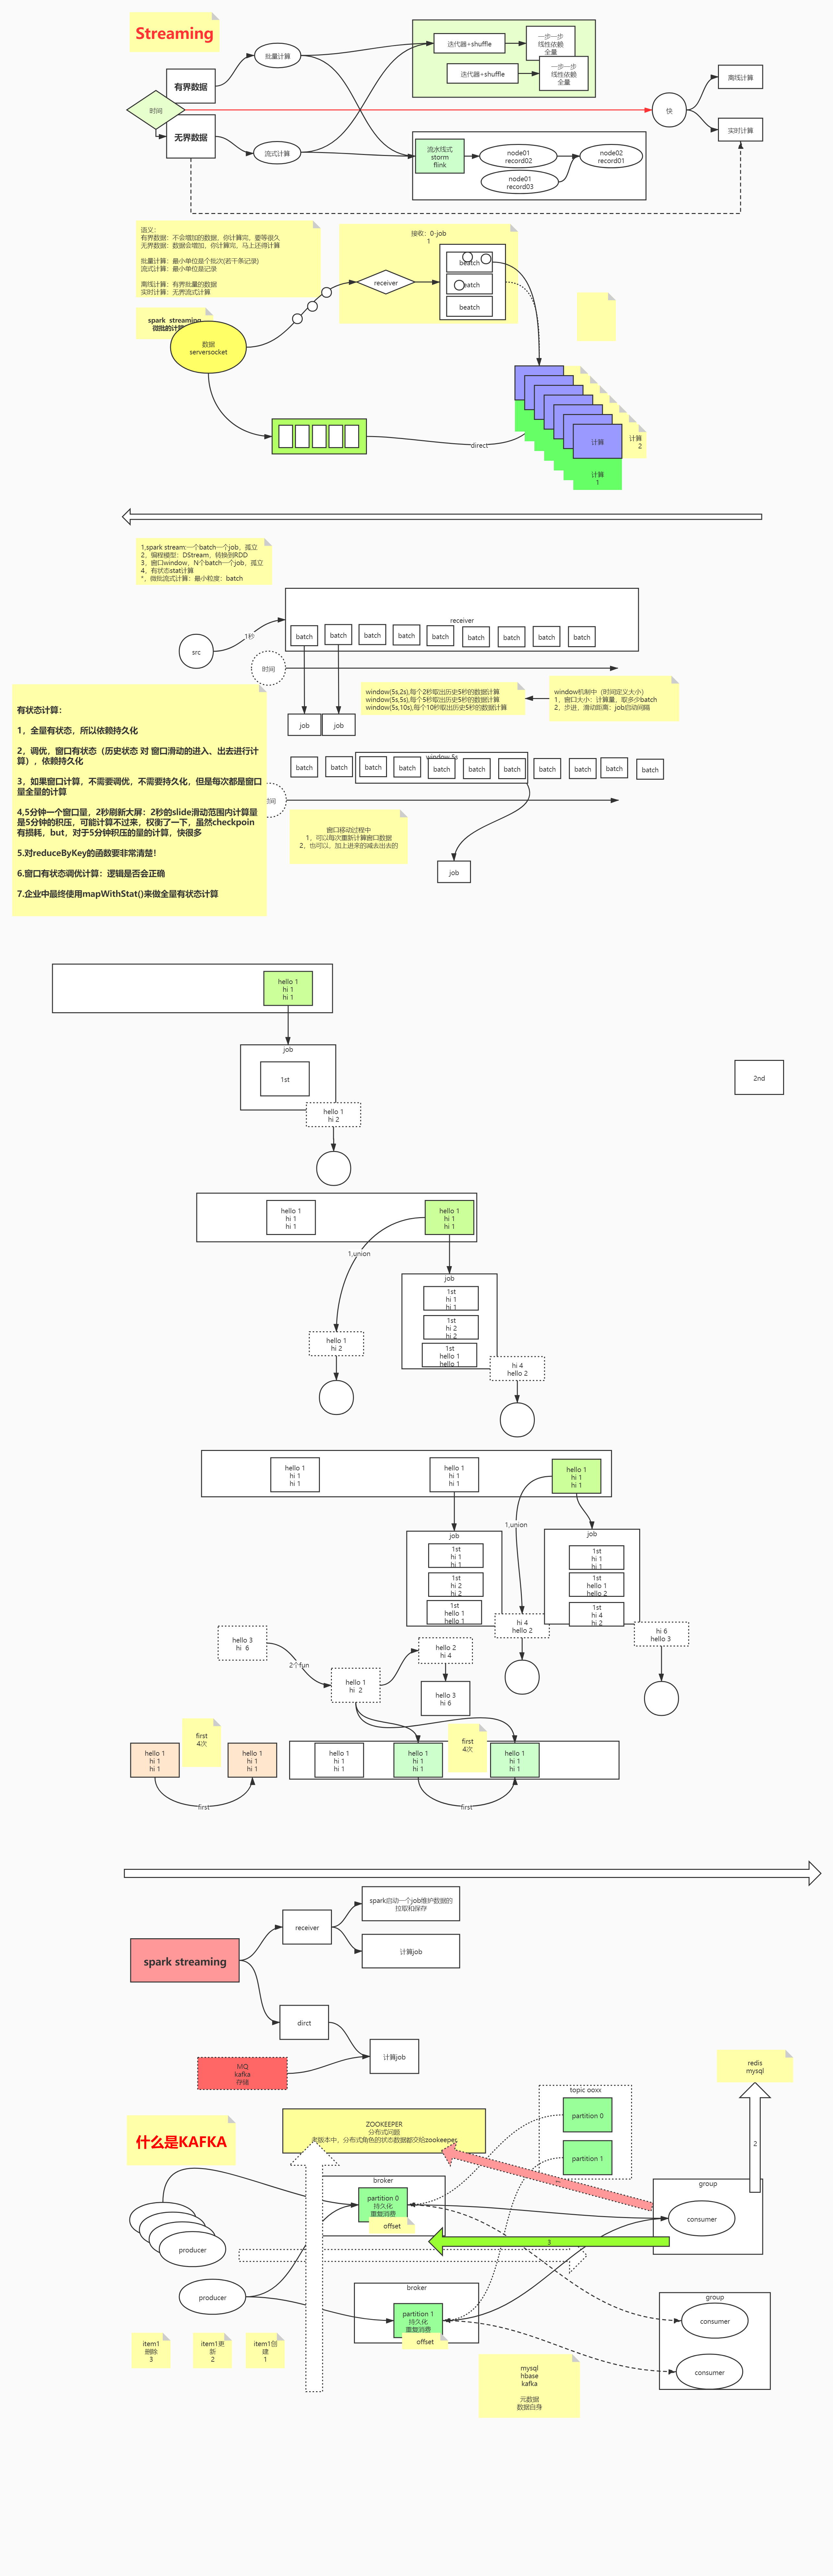 Streaming
批量计算
迭代器+shuffle
一步一步
线性依赖
全量
迭代器+shuffle
一步一步
线性依赖
全量
有界数据
时间
快
离线计算
无界数据
流式计算
实时计算
流水线式
storm
flink
node01
record02
node02
record01
node01
record03
涵义：
有界数据：不会增加的数据，你计算完，要等很久
无界数据：数据会增加，你计算完，马上还得计算
批量计算：最小单位是个批次(若干条记录)
流式计算：最小单位是记录
离线计算：有界批量的数据
实时计算：无界流式计算
接收：0-job
1
receiver
beatch
beatch
beatch
spark streaming
微批的计算
数据
serversocket
direct
计算
计算
2
计算
1
1,spark stream:一个batch一个job，孤立
2，编程模型：DStream，转换到RDD
3，窗口window，N个batch一个job，孤立
4，有状态stat计算
*，微批流式计算：最小粒度：batch
receiver
batch
batch
batch
batch
batch
batch
batch
batch
batch
src
1秒
时间
window(5s,2s),每个2秒取出历史5秒的数据计算
window(5s,5s),每个5秒取出历史5秒的数据计算
window(5s,10s),每个10秒取出历史5秒的数据计算
window机制中（时间定义大小）
1，窗口大小：计算量，取多少batch
2，步进，滑动距离：job启动间隔
job
job
有状态计算：
1，全量有状态，所以依赖持久化
2，调优，窗口有状态（历史状态 对 窗口滑动的进入、出去进行计
算），依赖持久化
3，如果窗口计算，不需要调优，不需要持久化，但是每次都是窗口
量全量的计算
4,5分钟一个窗口量，2秒刷新大屏：2秒的slide滑动范围内计算量
是5分钟的积压，可能计算不过来，权衡了一下，虽然checkpoin
有损耗，but，对于5分钟积压的量的计算，快很多
5.对reduceByKey的函数要非常清楚！
6.窗口有状态调优计算：逻辑是否会正确
7.企业中最终使用mapWithStat()来做全量有状态计算
window 5s
batch
batch
batch
batch
batch
batch
batch
batch
batch
batch
batch
间
窗口移动过程中
1，可以每次重新计算窗口数据
2，也可以，加上进来的减去出去的
job
hello 1
hi 1
hi 1
job
1st
2nd
hello 1
hi 2
hello 1
hi 1
hi 1
hello 1
hi 1
hi 1
1,union
job
1st
hi 1
hi 1
1st
hi 2
hi 2
1st
hello 1
hello 1
hello 1
hi 2
hi 4
hello 2
hello 1
hi 1
hi 1
hello 1
hi 1
hi 1
hello 1
hi 1
hi 1
1,union
job
1st
hi 1
hi 1
1st
hi 2
hi 2
1st
hello 1
hello 1
job
1st
hi 1
hi 1
1st
hello 1
hello 2
1st
hi 4
hi 2
hi 4
hello 2
hi 6
hello 3
hello 3
hi 6
2个fun
hello 1
hi 2
hello 2
hi 4
hello 3
hi 6
hello 1
hi 1
hi 1
first
4次
hello 1
hi 1
hi 1
first
hello 1
hi 1
hi 1
hello 1
hi 1
hi 1
first
4次
hello 1
hi 1
hi 1
first
spark streaming
receiver
spark启动一个job维护数据的
拉取和保存
计算job
dirct
计算job
MQ
kafka
存储
redis
mysql
什么是KAFKA
ZOOKEEPER
分布式问题
老版本中，分布式角色的状态数据都交给zookeeper
topic ooxx
partition 0
partition 1
2
broker
partition 0
持久化
重复消费
offset
group
consumer
3
producer
producer
broker
partition 1
持久化
重复消费
offset
group
consumer
consumer
item1
删除
3
item1更
新
2
item1创
建
1
mysql
hbase
kafka
元数据
数据自身